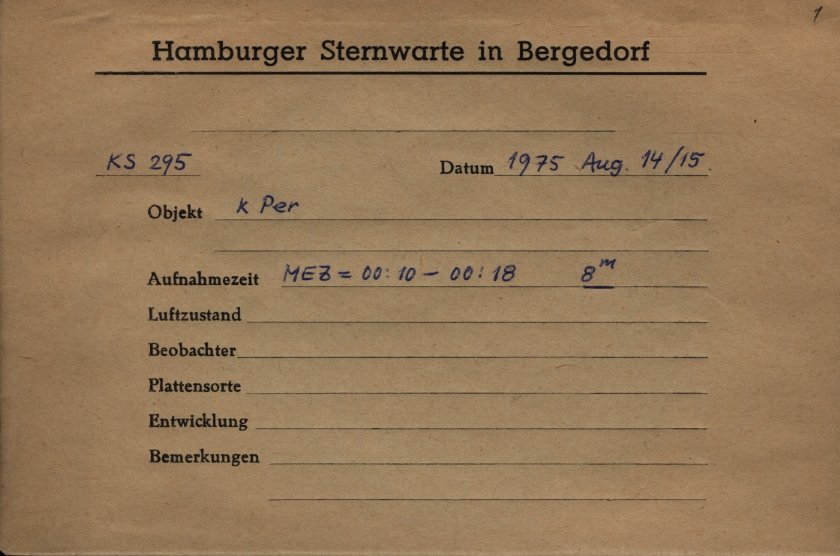 1
Hamburger Sternwarte in Bergedorf
KS 295 Datum 1975 Aug. 14/15.
Objekt k Per
Aufnahmezeit MEZ = 00:10 – 00:18 8ᵐ
Luftzustand
Beobachter
Plattensorte
Entwicklung
Bemerkungen